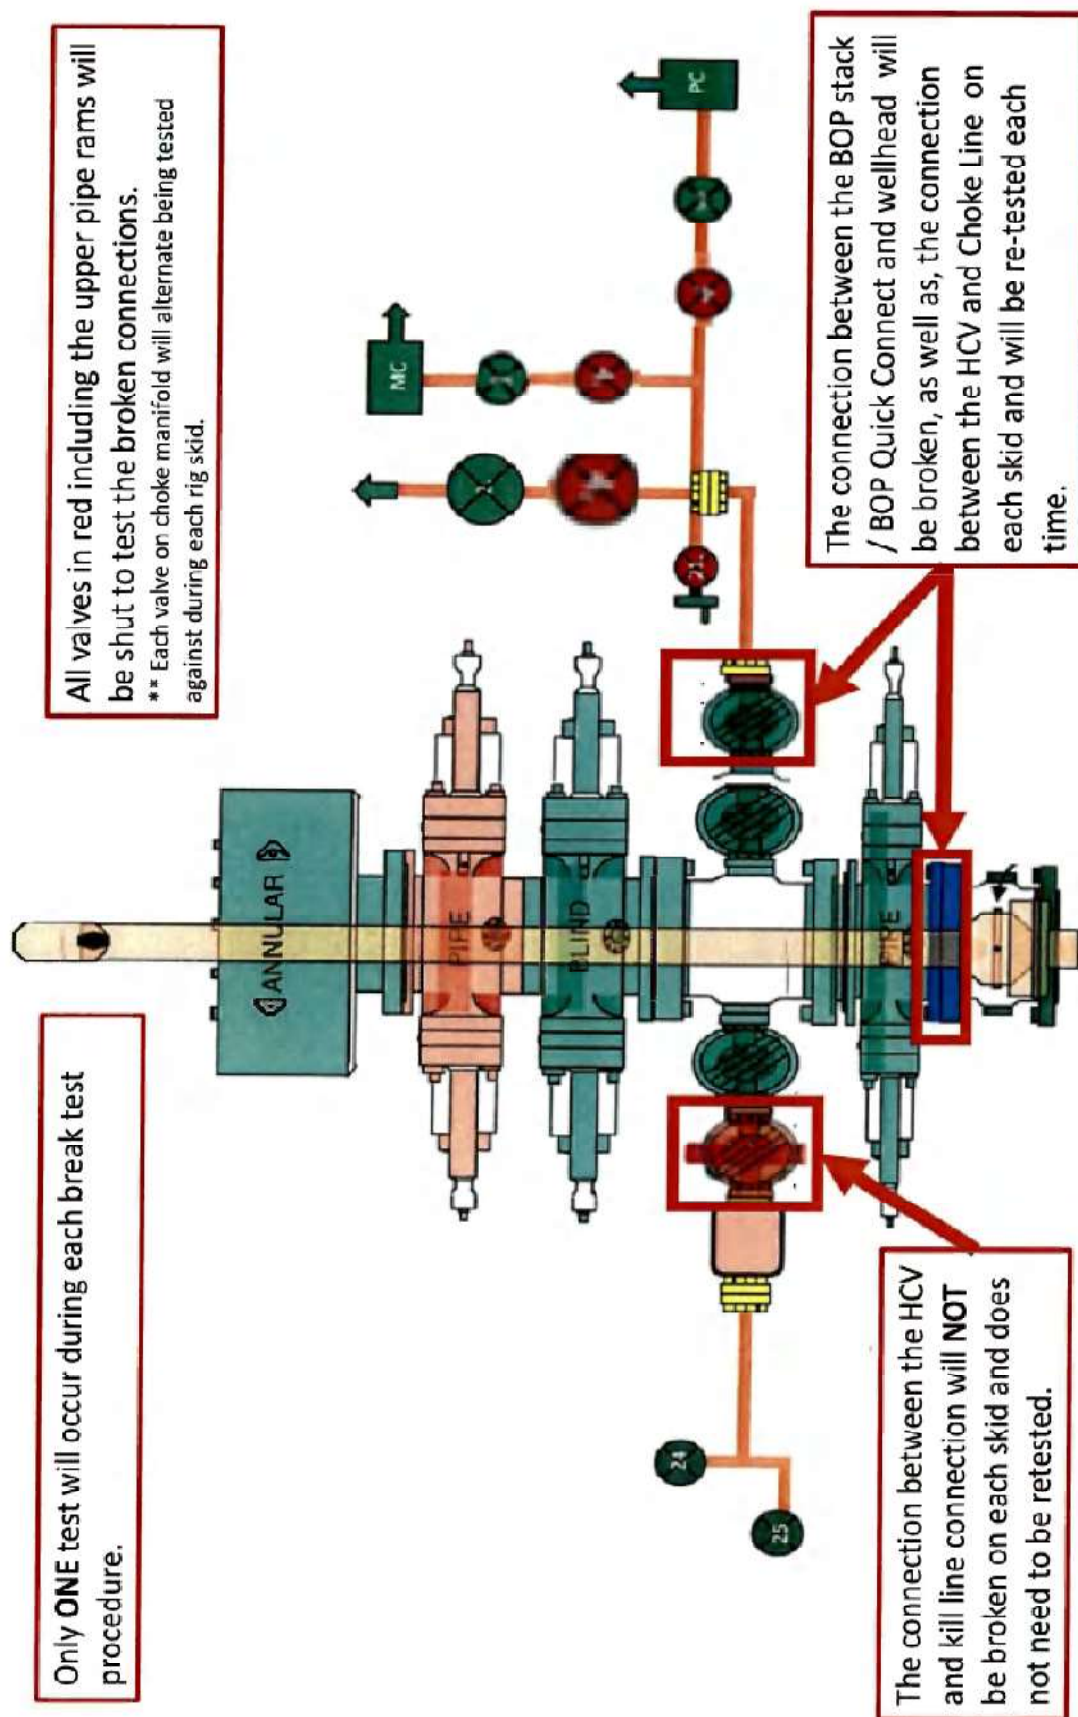 Only ONE test will occur during each break test
procedure.
All valves in red including the upper pipe rams will
be shut to test the broken connections.
** Each valve on choke manifold will alternate being tested
against during each rig skid.
ANNULAR
PIPE
BLIND
PIPE
MC
PC
24
25
The connection between the HCV
and kill line connection will NOT
be broken on each skid and does
not need to be retested.
The connection between the BOP stack
/ BOP Quick Connect and wellhead will
be broken, as well as, the connection
between the HCV and Choke Line on
each skid and will be re-tested each
time.